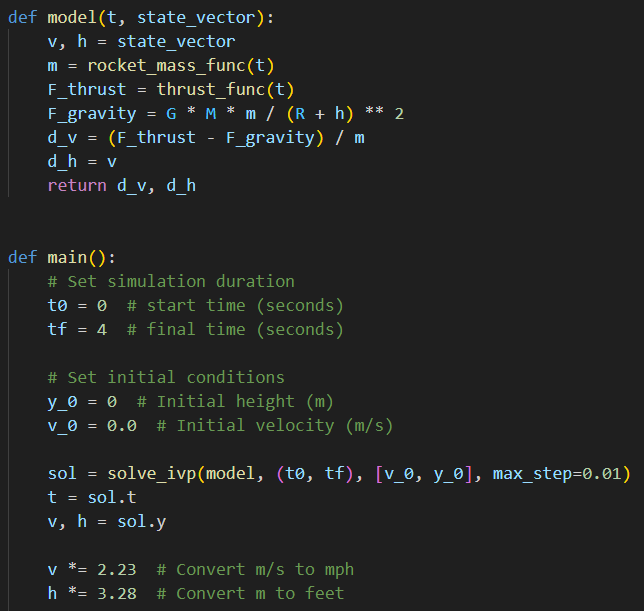 def model(t, state_vector):
    v, h = state_vector
    m = rocket_mass_func(t)
    F_thrust = thrust_func(t)
    F_gravity = G * M * m / (R + h) ** 2
    d_v = (F_thrust - F_gravity) / m
    d_h = v
    return d_v, d_h

def main():
    # Set simulation duration
    t0 = 0  # start time (seconds)
    tf = 4  # final time (seconds)

    # Set initial conditions
    y_0 = 0  # Initial height (m)
    v_0 = 0.0  # Initial velocity (m/s)

    sol = solve_ivp(model, (t0, tf), [v_0, y_0], max_step=0.01)
    t = sol.t
    v, h = sol.y

    v *= 2.23  # Convert m/s to mph
    h *= 3.28  # Convert m to feet